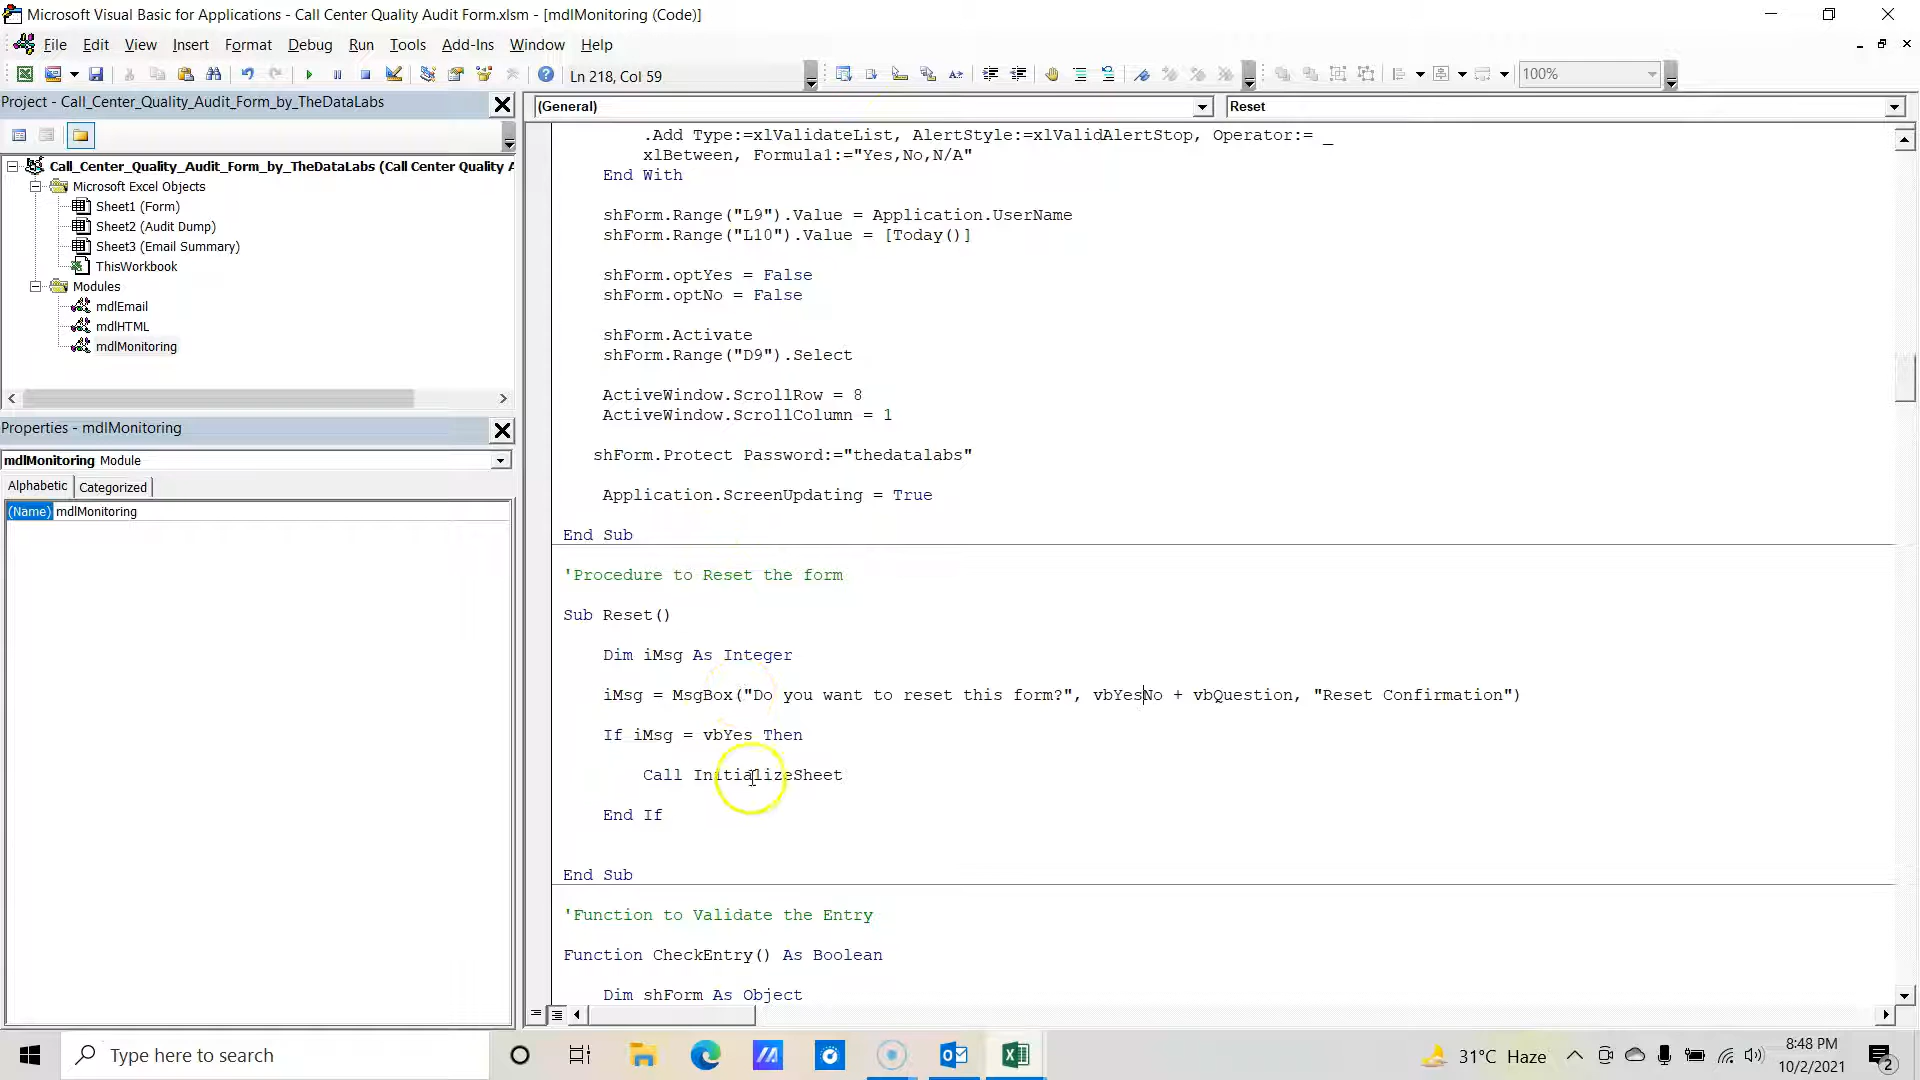 Microsoft Visual Basic for Applications - Call Center Quality Audit Form.xlsm - [mdlMonitoring (Code)]
File Edit View Insert Format Debug Run Tools Add-Ins Window Help
Ln 218, Col 59
100%
Project - Call_Center_Quality_Audit_Form_by_TheDataLabs
(General)
Reset
Call_Center_Quality_Audit_Form_by_TheDataLabs (Call Center Quality A
Microsoft Excel Objects
Sheet1 (Form)
Sheet2 (Audit Dump)
Sheet3 (Email Summary)
ThisWorkbook
Modules
mdlEmail
mdlHTML
mdlMonitoring
Properties - mdlMonitoring
mdlMonitoring Module
Alphabetic Categorized
(Name) mdlMonitoring
.Add Type:=xlValidateList, AlertStyle:=xlValidAlertStop, Operator:= _
xlBetween, Formula1:="Yes,No,N/A"
End With
shForm.Range("L9").Value = Application.UserName
shForm.Range("L10").Value = [Today()]
shForm.optYes = False
shForm.optNo = False
shForm.Activate
shForm.Range("D9").Select
ActiveWindow.ScrollRow = 8
ActiveWindow.ScrollColumn = 1
shForm.Protect Password:="thedatalabs"
Application.ScreenUpdating = True
End Sub
'Procedure to Reset the form
Sub Reset()
Dim iMsg As Integer
iMsg = MsgBox("Do you want to reset this form?", vbYesNo + vbQuestion, "Reset Confirmation")
If iMsg = vbYes Then
Call InitializeSheet
End If
End Sub
'Function to Validate the Entry
Function CheckEntry() As Boolean
Dim shForm As Object
Type here to search
31°C Haze
8:48 PM
10/2/2021
2